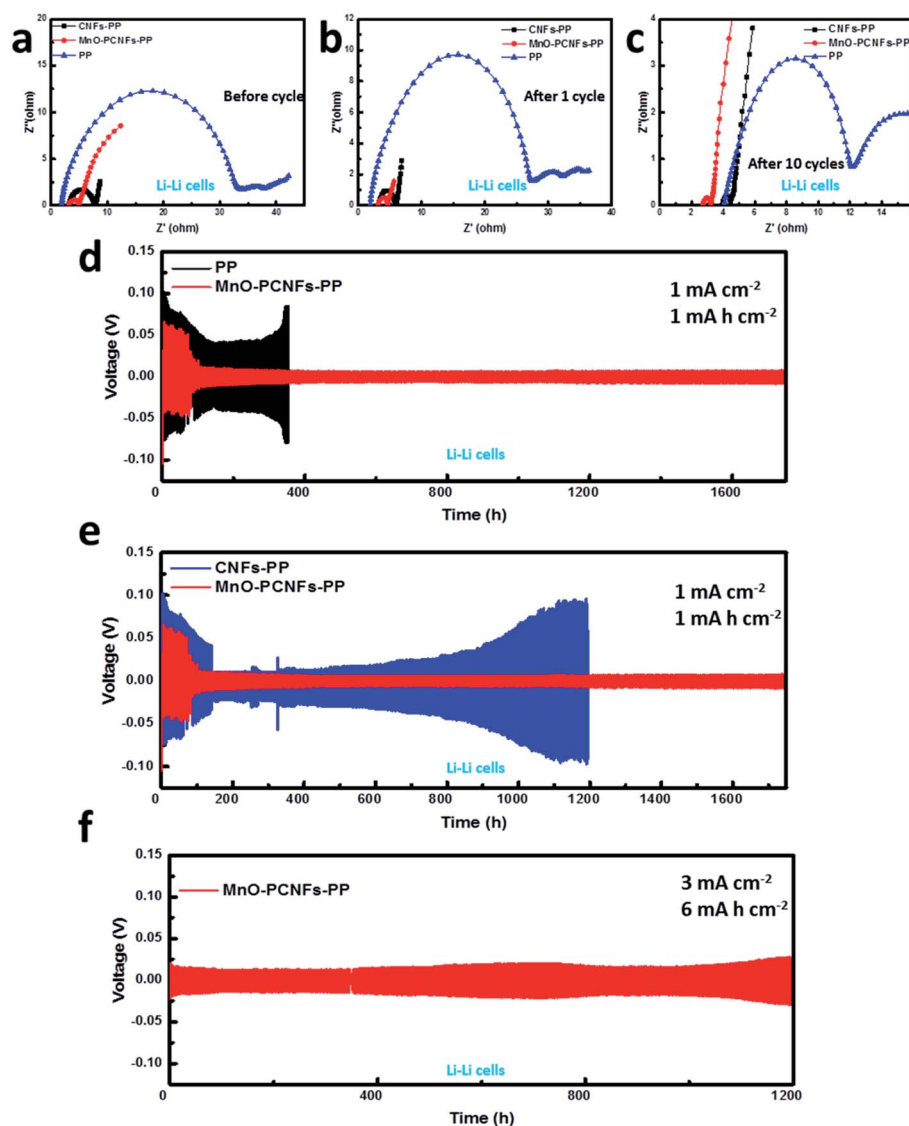 a
CNFs-PP
MnO-PCNFs-PP
PP
Before cycle
Li-Li cells
20
15
10
5
0
Z''(ohm)
0 10 20 30 40
Z' (ohm)
b
CNFs-PP
MnO-PCNFs-PP
PP
After 1 cycle
Li-Li cells
12
10
8
6
4
2
0
Z''(ohm)
0 10 20 30 40
Z' (ohm)
c
CNFs-PP
MnO-PCNFs-PP
PP
After 10 cycles
Li-Li cells
4
3
2
1
0
Z''(ohm)
0 2 4 6 8 10 12 14
Z' (ohm)
d
PP
MnO-PCNFs-PP
1 mA cm-2
1 mA h cm-2
0.15
0.10
0.05
0.00
-0.05
-0.10
Voltage (V)
Li-Li cells
0 400 800 1200 1600
Time (h)
e
CNFs-PP
MnO-PCNFs-PP
1 mA cm-2
1 mA h cm-2
0.15
0.10
0.05
0.00
-0.05
-0.10
Voltage (V)
Li-Li cells
0 200 400 600 800 1000 1200 1400 1600
Time (h)
f
MnO-PCNFs-PP
3 mA cm-2
6 mA h cm-2
0.15
0.10
0.05
0.00
-0.05
-0.10
Voltage (V)
Li-Li cells
0 400 800 1200
Time (h)